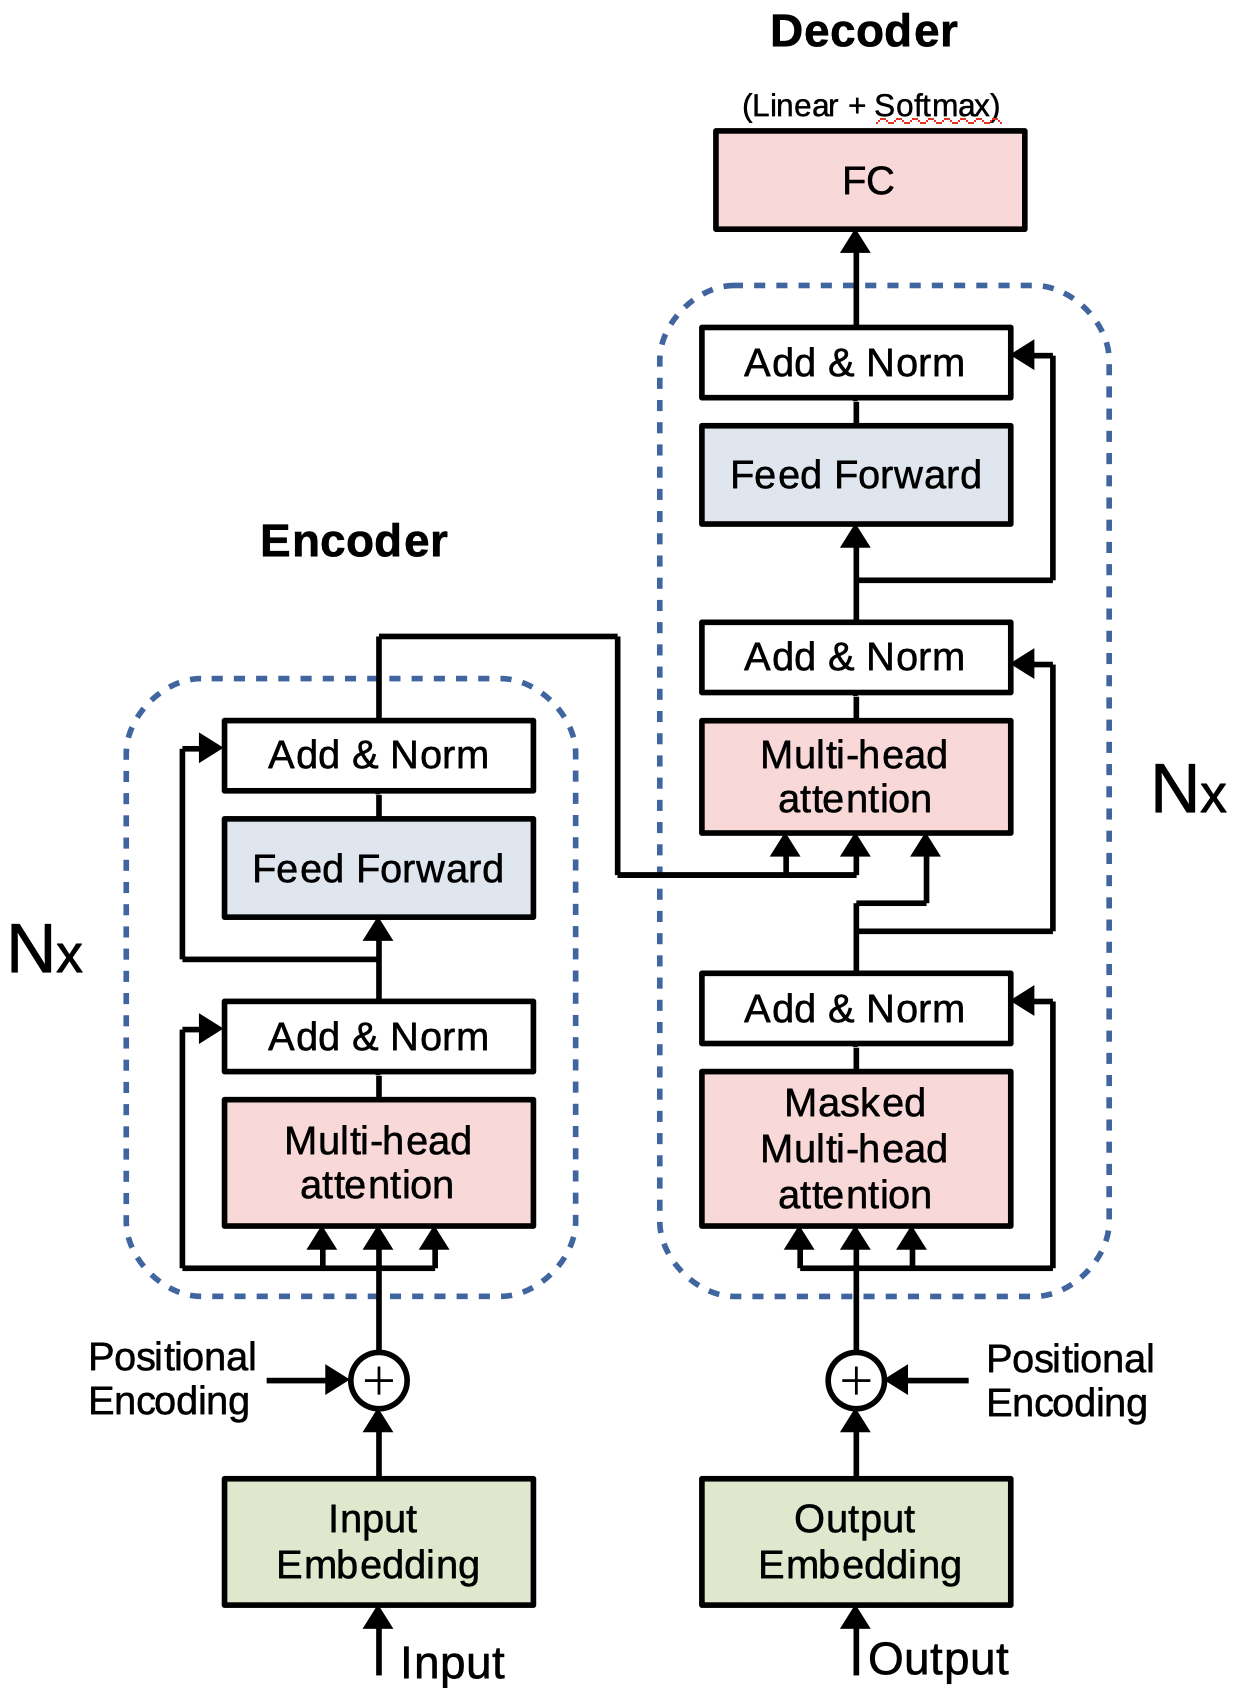 Decoder
(Linear + Softmax)
FC
Add & Norm
Feed Forward
Add & Norm
Multi-head
attention
Nx
Add & Norm
Masked
Multi-head
attention
Positional
Encoding
Output
Embedding
Output
Encoder
Add & Norm
Feed Forward
Nx
Add & Norm
Multi-head
attention
Positional
Encoding
Input
Embedding
Input